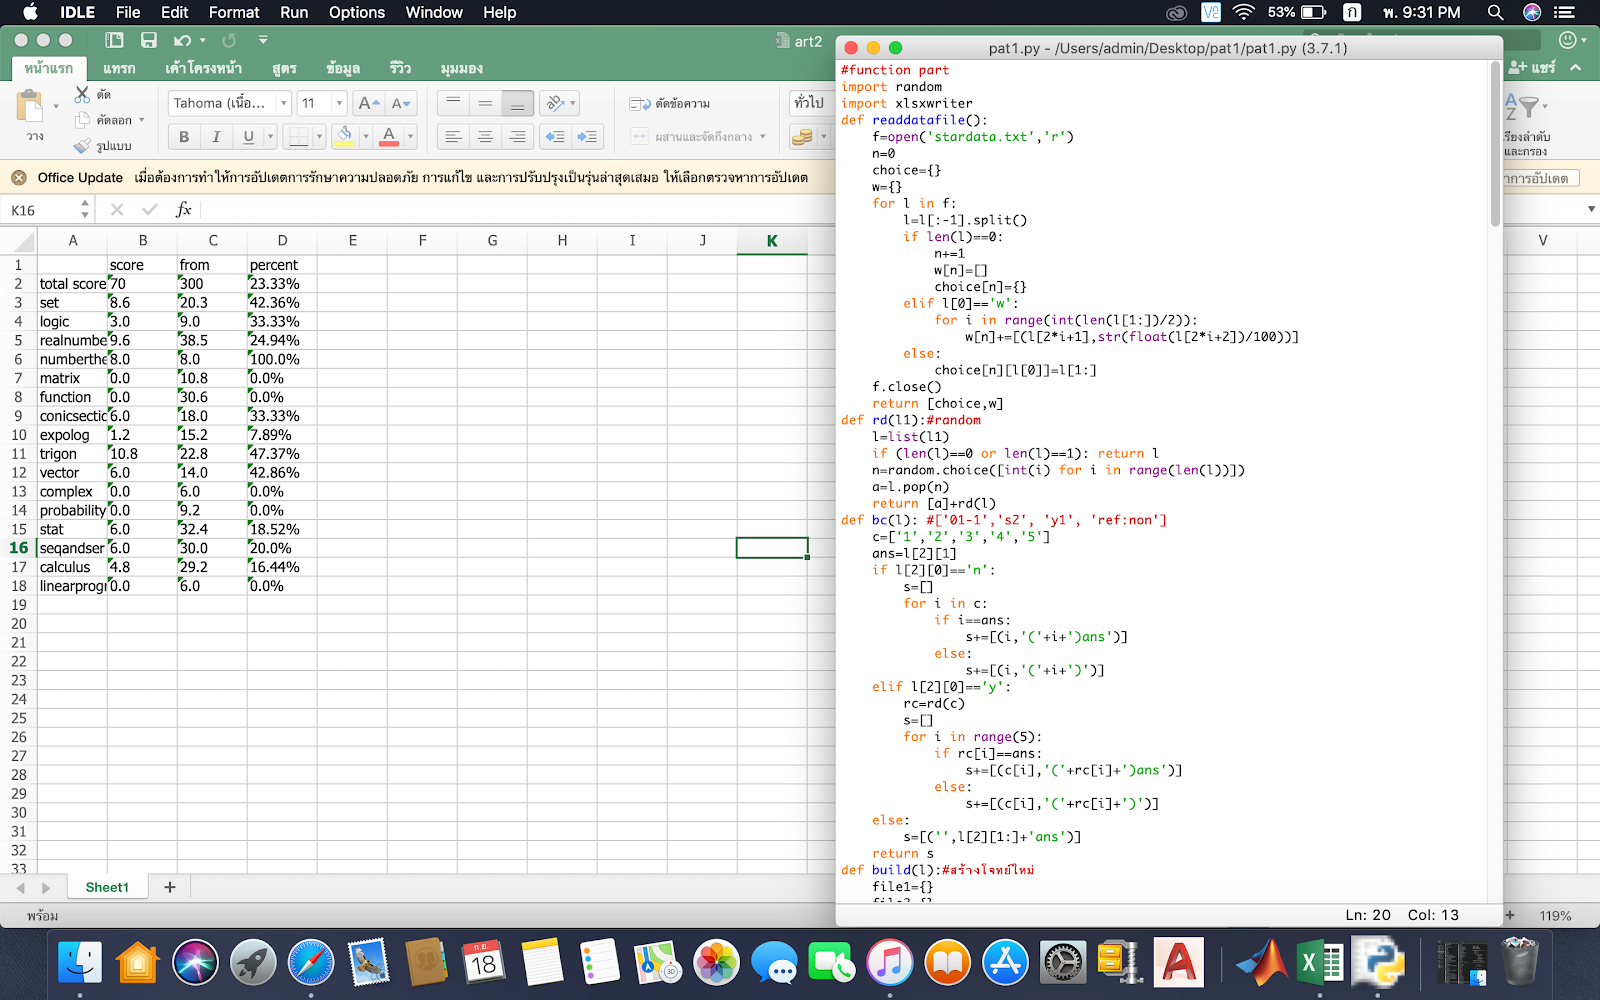 IDLE File Edit Format Run Options Window Help
53% ก พ. 9:31 PM
art2
หน้าแรก แทรก เค้าโครงหน้า สูตร ข้อมูล รีวิว มุมมอง
แชร์
วาง
ตัด
คัดลอก
รูปแบบ
Tahoma (เนื้อ... 11 A A
B I U A
ตัดข้อความ
ผสานและจัดกึ่งกลาง
ทั่วไป
เรียงลำดับ
และกรอง
Office Update เมื่อต้องการทำให้การอัปเดตการรักษาความปลอดภัย การแก้ไข และการปรับปรุงเป็นรุ่นล่าสุดเสมอ ให้เลือกตรวจหาการอัปเดต
าการอัปเดต
K16 fx
A B C D E F G H I J K V
1 score from percent
2 total score 70 300 23.33%
3 set 8.6 20.3 42.36%
4 logic 3.0 9.0 33.33%
5 realnumbe 9.6 38.5 24.94%
6 numberthe 8.0 8.0 100.0%
7 matrix 0.0 10.8 0.0%
8 function 0.0 30.6 0.0%
9 conicsectic 6.0 18.0 33.33%
10 expolog 1.2 15.2 7.89%
11 trigon 10.8 22.8 47.37%
12 vector 6.0 14.0 42.86%
13 complex 0.0 6.0 0.0%
14 probability 0.0 9.2 0.0%
15 stat 6.0 32.4 18.52%
16 seqandser 6.0 30.0 20.0%
17 calculus 4.8 29.2 16.44%
18 linearprogr 0.0 6.0 0.0%
19
20
21
22
23
24
25
26
27
28
29
30
31
32
33
Sheet1 +
พร้อม
119%
pat1.py - /Users/admin/Desktop/pat1/pat1.py (3.7.1)
#function part
import random
import xlsxwriter
def readdatafile():
    f=open('stardata.txt','r')
    n=0
    choice={}
    w={}
    for l in f:
        l=l[:-1].split()
        if len(l)==0:
            n+=1
            w[n]=[]
            choice[n]={}
        elif l[0]=='w':
            for i in range(int(len(l[1:])/2)):
                w[n]+=[(l[2*i+1],str(float(l[2*i+2])/100))]
        else:
            choice[n][l[0]]=l[1:]
    f.close()
    return [choice,w]
def rd(l1):#random
    l=list(l1)
    if (len(l)==0 or len(l)==1): return l
    n=random.choice([int(i) for i in range(len(l))])
    a=l.pop(n)
    return [a]+rd(l)
def bc(l): #['01-1','s2', 'y1', 'ref:non']
    c=['1','2','3','4','5']
    ans=l[2][1]
    if l[2][0]=='n':
        s=[]
        for i in c:
            if i==ans:
                s+=[(i,'('+i+')ans')]
            else:
                s+=[(i,'('+i+')')]
    elif l[2][0]=='y':
        rc=rd(c)
        s=[]
        for i in range(5):
            if rc[i]==ans:
                s+=[(c[i],'('+rc[i]+')ans')]
            else:
                s+=[(c[i],'('+rc[i]+')')]
    else:
        s=[('',l[2][1:]+'ans')]
    return s
def build(l):#สร้างโจทย์ใหม่
    file1={}
Ln: 20 Col: 13
ก.ย.
18
3D